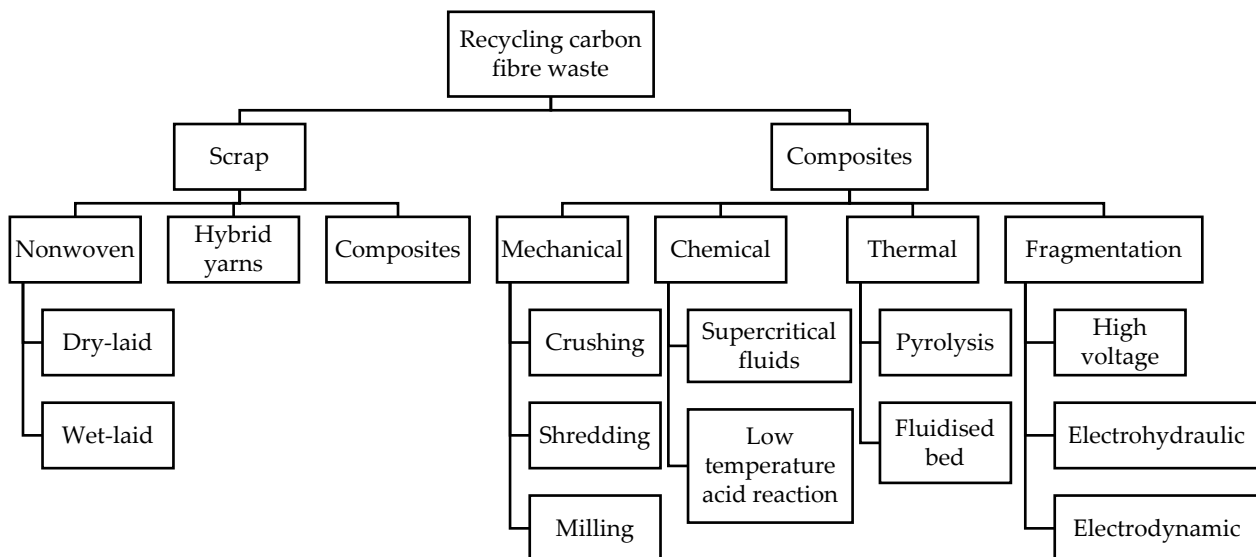 Recycling carbon
fibre waste
Scrap
Composites
Nonwoven
Hybrid
yarns
Composites
Mechanical
Chemical
Thermal
Fragmentation
Dry-laid
Wet-laid
Crushing
Shredding
Milling
Supercritical
fluids
Low
temperature
acid reaction
Pyrolysis
Fluidised
bed
High
voltage
Electrohydraulic
Electrodynamic